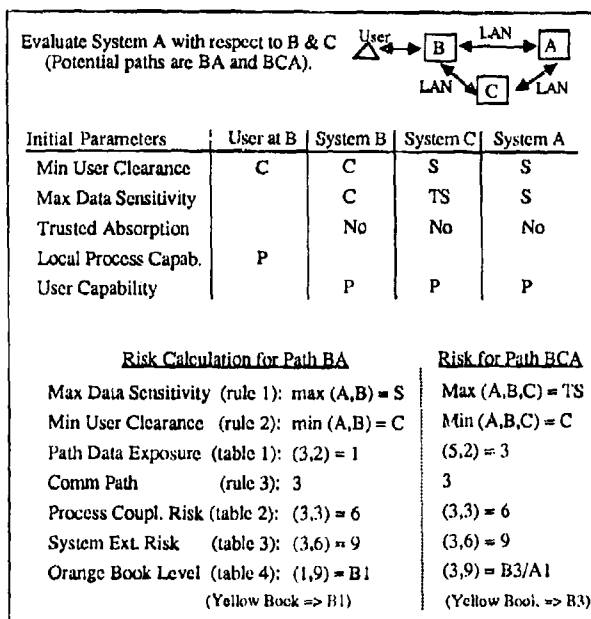 Evaluate System A with respect to B & C
(Potential paths are BA and BCA).
User
B
LAN
A
LAN
C
LAN
Initial Parameters User at B System B System C System A
Min User Clearance C C S S
Max Data Sensitivity C TS S
Trusted Absorption No No No
Local Process Capab. P
User Capability P P P
Risk Calculation for Path BA Risk for Path BCA
Max Data Sensitivity (rule 1): max (A,B) = S Max (A,B,C) = TS
Min User Clearance (rule 2): min (A,B) = C Min (A,B,C) = C
Path Data Exposure (table 1): (3,2) = 1 (5,2) = 3
Comm Path (rule 3): 3 3
Process Coupl. Risk (table 2): (3,3) = 6 (3,3) = 6
System Ext. Risk (table 3): (3,6) = 9 (3,6) = 9
Orange Book Level (table 4): (1,9) = B1 (3,9) = B3/A1
(Yellow Book => B1) (Yellow Book => B3)